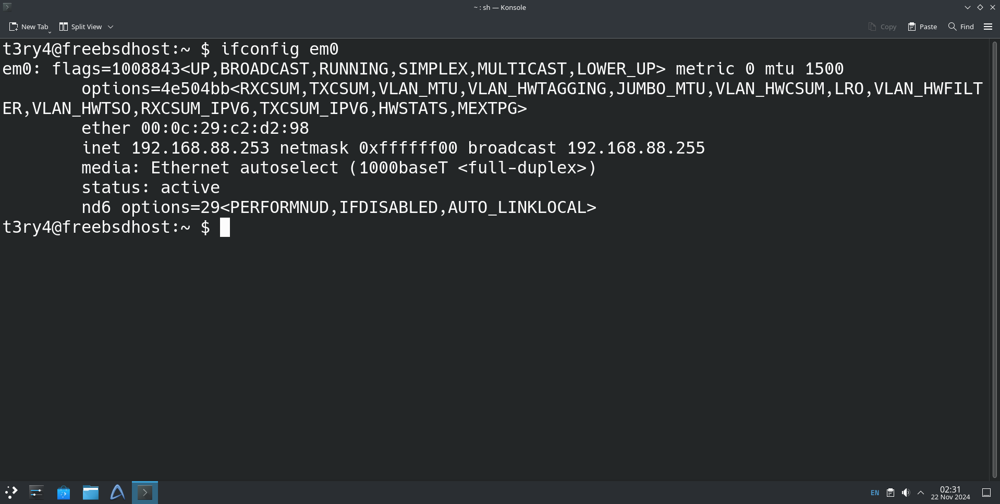 ~ : sh — Konsole
New Tab Split View Copy Paste Find
t3ry4@freebsdhost:~ $ ifconfig em0
em0: flags=1008843<UP,BROADCAST,RUNNING,SIMPLEX,MULTICAST,LOWER_UP> metric 0 mtu 1500
        options=4e504bb<RXCSUM,TXCSUM,VLAN_MTU,VLAN_HWTAGGING,JUMBO_MTU,VLAN_HWCSUM,LRO,VLAN_HWFILT
ER,VLAN_HWTSO,RXCSUM_IPV6,TXCSUM_IPV6,HWSTATS,MEXTPG>
        ether 00:0c:29:c2:d2:98
        inet 192.168.88.253 netmask 0xffffff00 broadcast 192.168.88.255
        media: Ethernet autoselect (1000baseT <full-duplex>)
        status: active
        nd6 options=29<PERFORMNUD,IFDISABLED,AUTO_LINKLOCAL>
t3ry4@freebsdhost:~ $
EN 02:31
22 Nov 2024